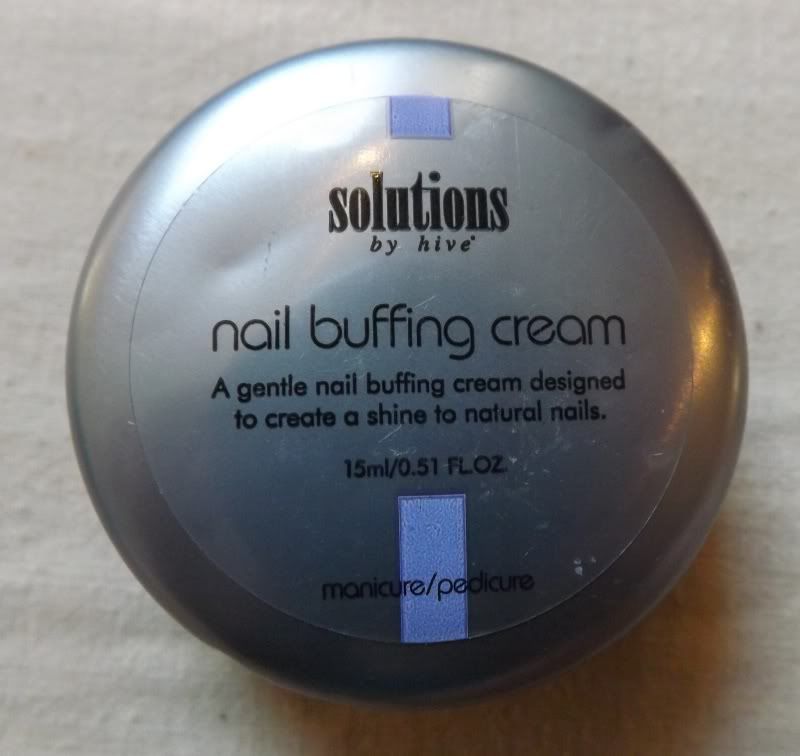 solutions
by hive
nail buffing cream
A gentle nail buffing cream designed
to create a shine to natural nails.
15ml/0.51 FL.OZ.
manicure/pedicure